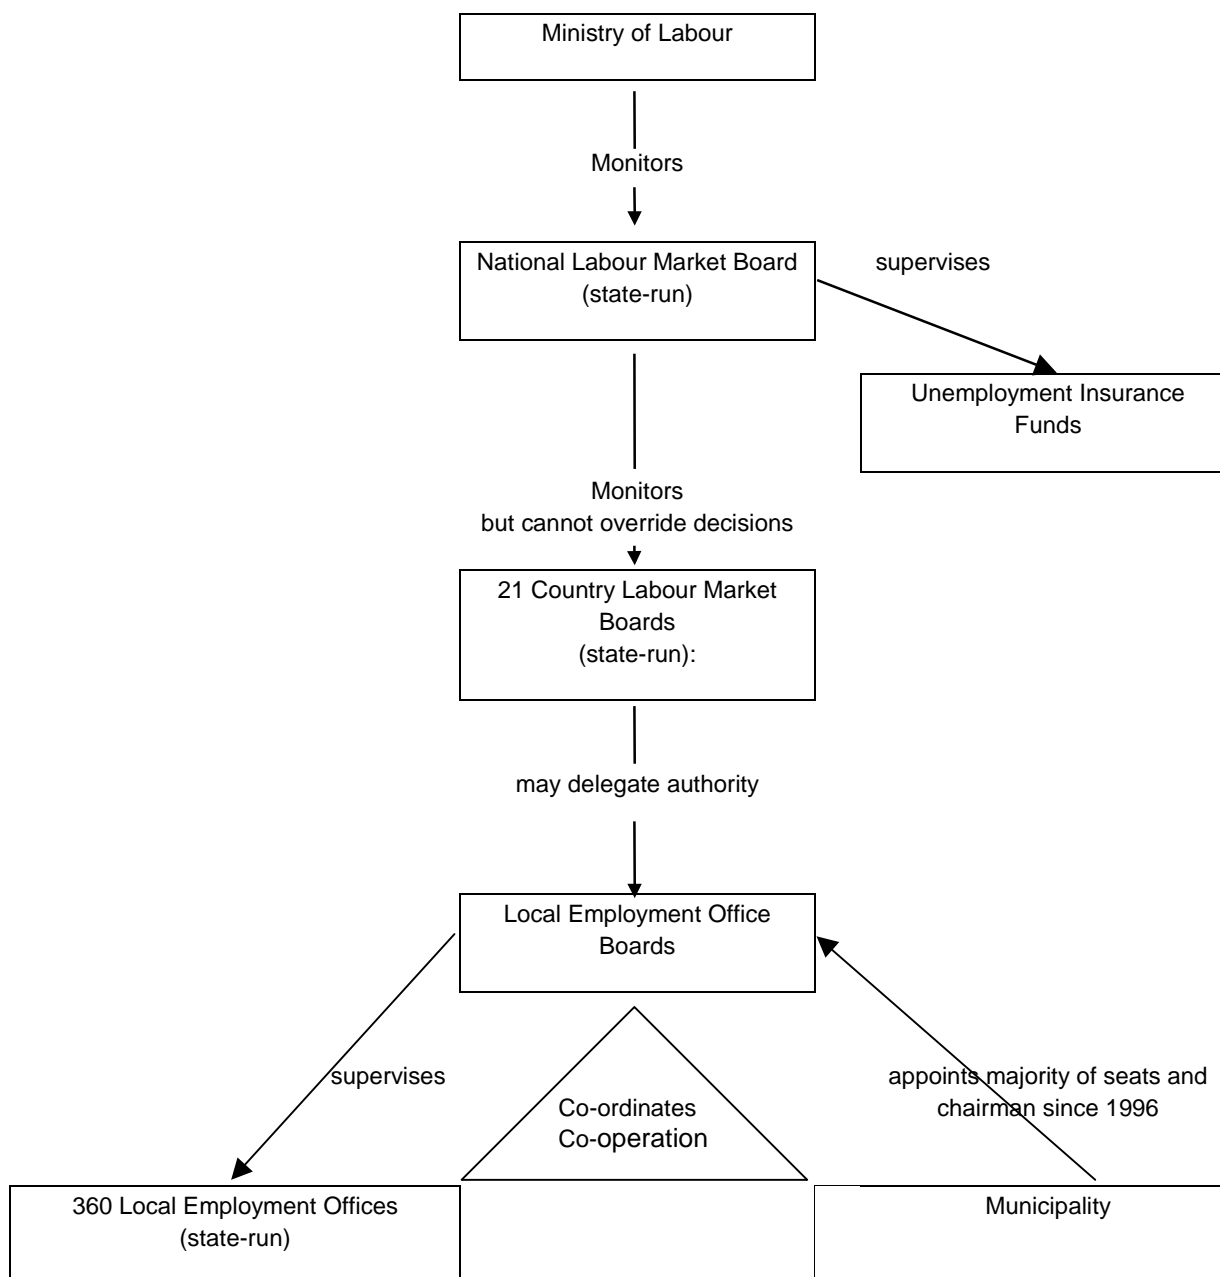 Ministry of Labour
Monitors
National Labour Market Board
(state-run)
supervises
Unemployment Insurance
Funds
Monitors
but cannot override decisions
21 Country Labour Market
Boards
(state-run):
may delegate authority
Local Employment Office
Boards
supervises
appoints majority of seats and
chairman since 1996
Co-ordinates
Co-operation
360 Local Employment Offices
(state-run)
Municipality